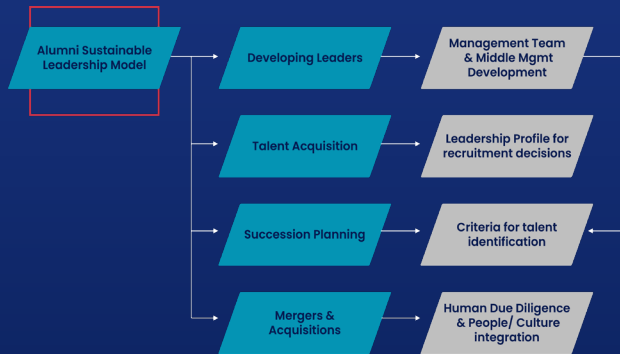 Alumni Sustainable
Leadership Model
Developing Leaders
Management Team
& Middle Mgmt
Development
Talent Acquisition
Leadership Profile for
recruitment decisions
Succession Planning
Criteria for talent
identification
Mergers &
Acquisitions
Human Due Diligence
& People/ Culture
integration